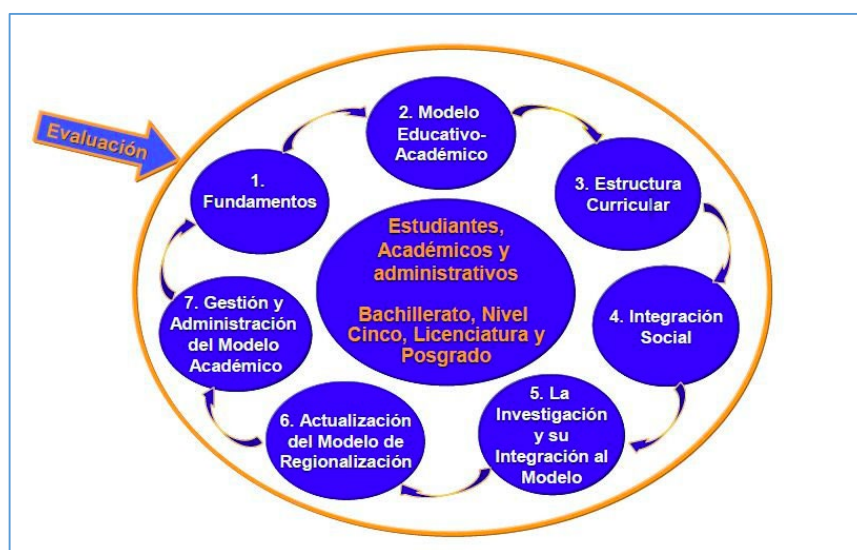 Evaluación
1.
Fundamentos
2. Modelo
Educativo-
Académico
3. Estructura
Curricular
4. Integración
Social
5. La
Investigación
y su
Integración al
Modelo
6. Actualización
del Modelo de
Regionalización
7. Gestión y
Administración
del Modelo
Académico
Estudiantes,
Académicos y
administrativos
Bachillerato, Nivel
Cinco, Licenciatura y
Posgrado